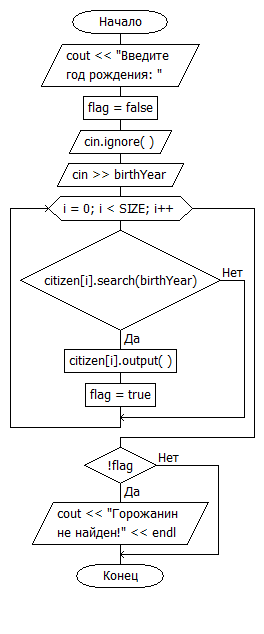 Начало
cout << "Введите
год рождения: "
flag = false
cin.ignore( )
cin >> birthYear
i = 0; i < SIZE; i++
citizen[i].search(birthYear)
Нет
Да
citizen[i].output( )
flag = true
!flag
Нет
Да
cout << "Горожанин
не найден!" << endl
Конец